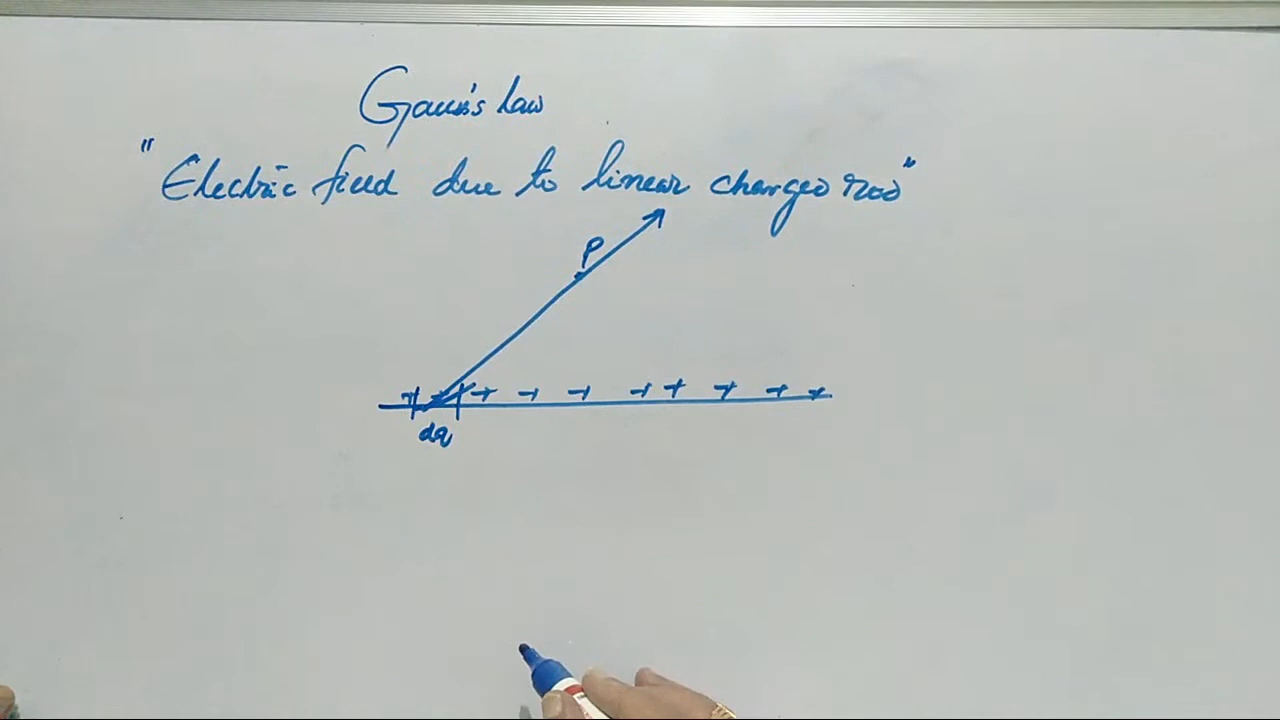 Gauss's law
"Electric field due to linear charged rod"
P
+ + + + + + + + + +
dq